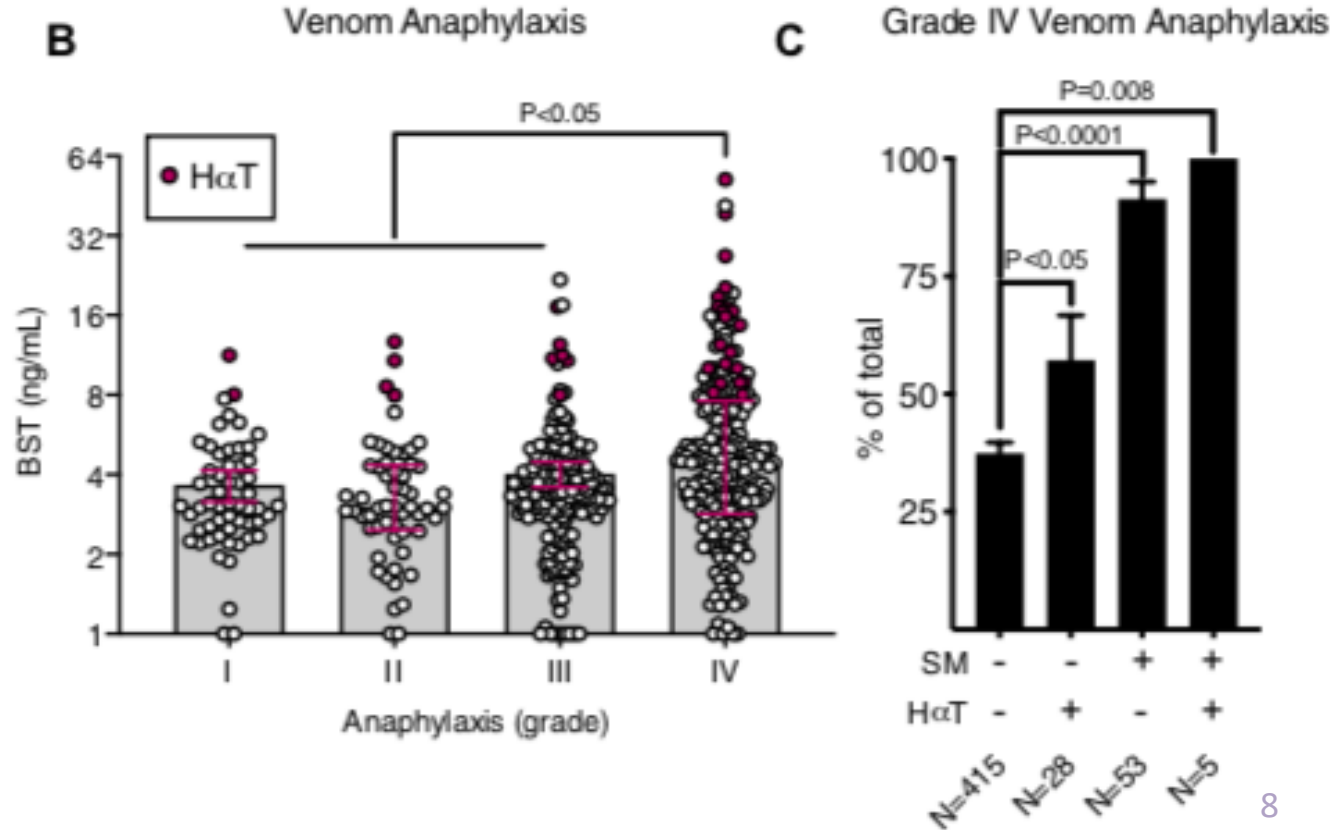 B
Venom Anaphylaxis
P<0.05
HαT
64
32
16
8
4
2
1
BST (ng/mL)
I II III IV
Anaphylaxis (grade)
C
Grade IV Venom Anaphylaxis
P=0.008
P<0.0001
P<0.05
100
75
50
25
% of total
SM - - + +
HαT - + - +
N=415 N=28 N=53 N=5
8